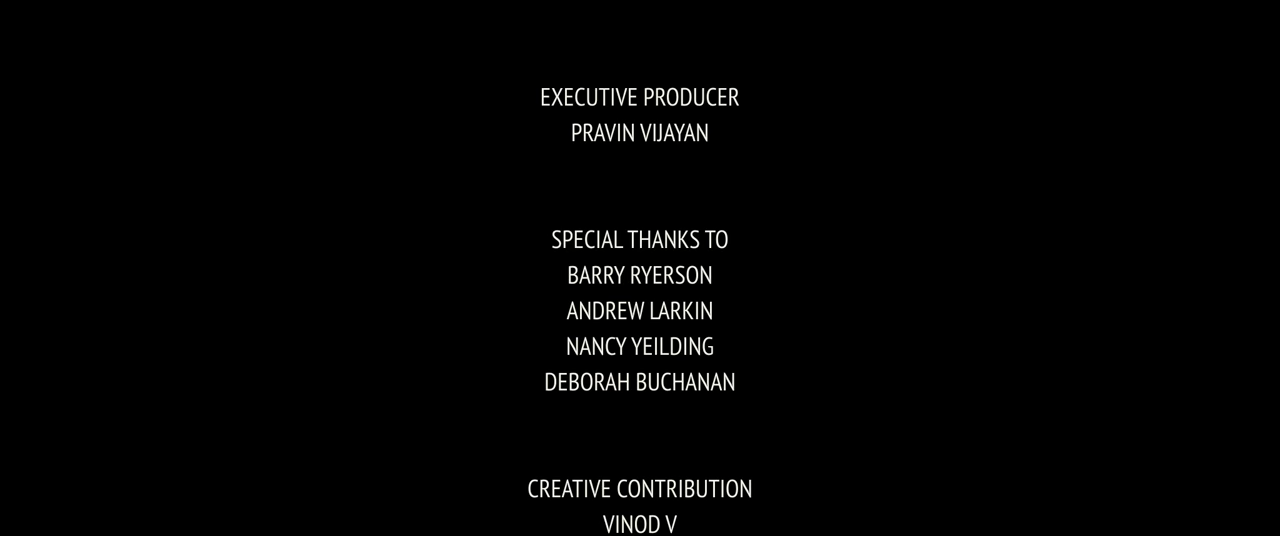 EXECUTIVE PRODUCER
PRAVIN VIJAYAN
SPECIAL THANKS TO
BARRY RYERSON
ANDREW LARKIN
NANCY YEILDING
DEBORAH BUCHANAN
CREATIVE CONTRIBUTION
VINOD V